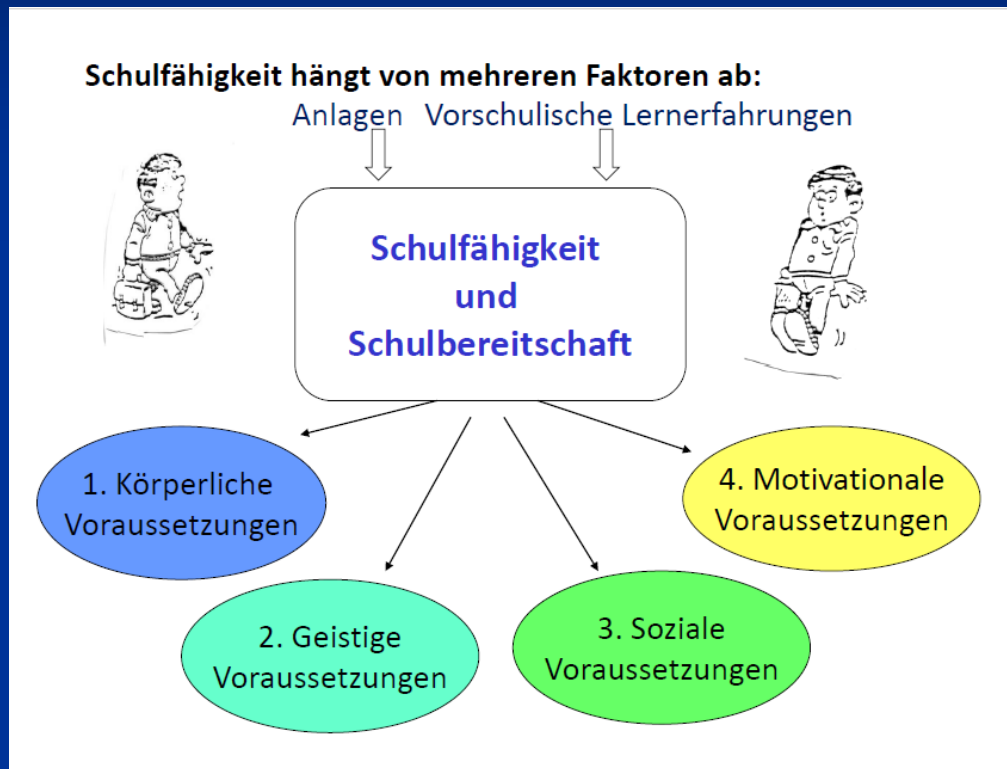 Schulfähigkeit hängt von mehreren Faktoren ab:
Anlagen Vorschulische Lernerfahrungen
Schulfähigkeit
und
Schulbereitschaft
1. Körperliche
Voraussetzungen
2. Geistige
Voraussetzungen
3. Soziale
Voraussetzungen
4. Motivationale
Voraussetzungen